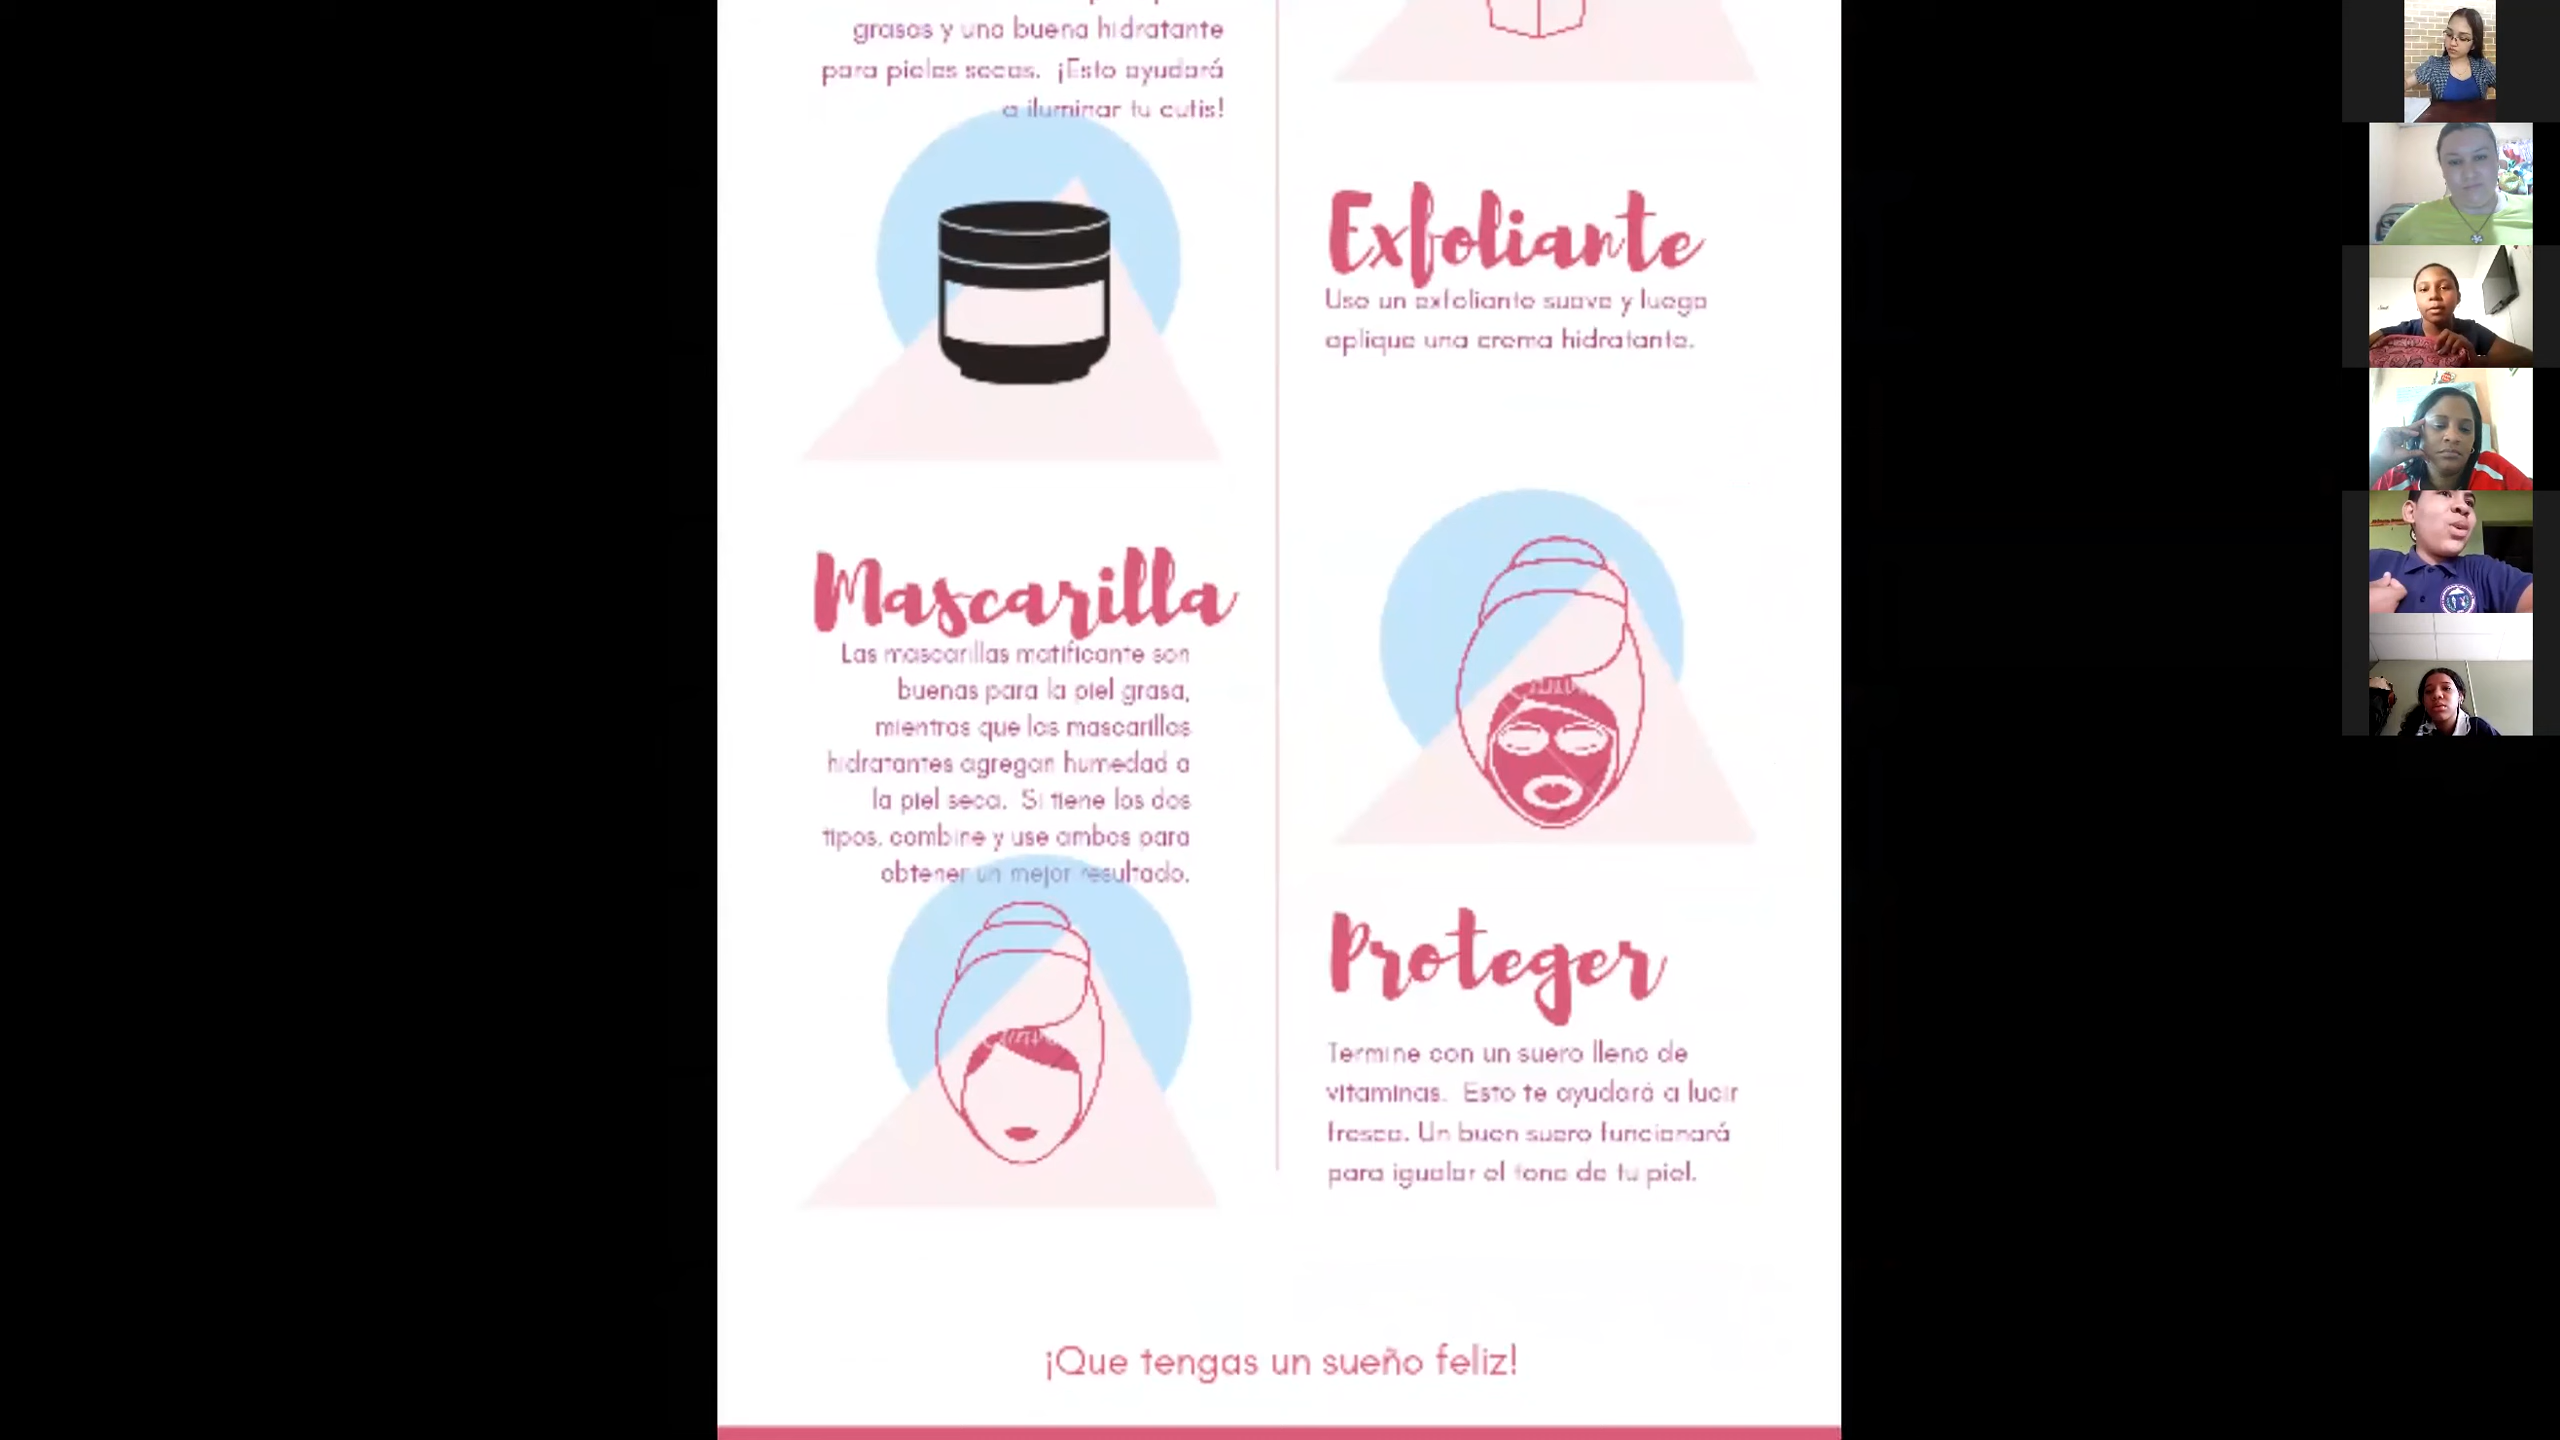 grasas y una buena hidratante
para pieles secas. ¡Esto ayudará
a iluminar tu cutis!
Mascarilla
Las mascarillas matificante son
buenas para la piel grasa,
mientras que las mascarillas
hidratantes agregan humedad a
la piel seca. Si tiene los dos
tipos, combine y use ambos para
obtener un mejor resultado.
Exfoliante
Use un exfoliante suave y luego
aplique una crema hidratante.
Proteger
Termine con un suero lleno de
vitaminas. Esto te ayudará a lucir
fresca. Un buen suero funcionará
para igualar el tono de tu piel.
¡Que tengas un sueño feliz!